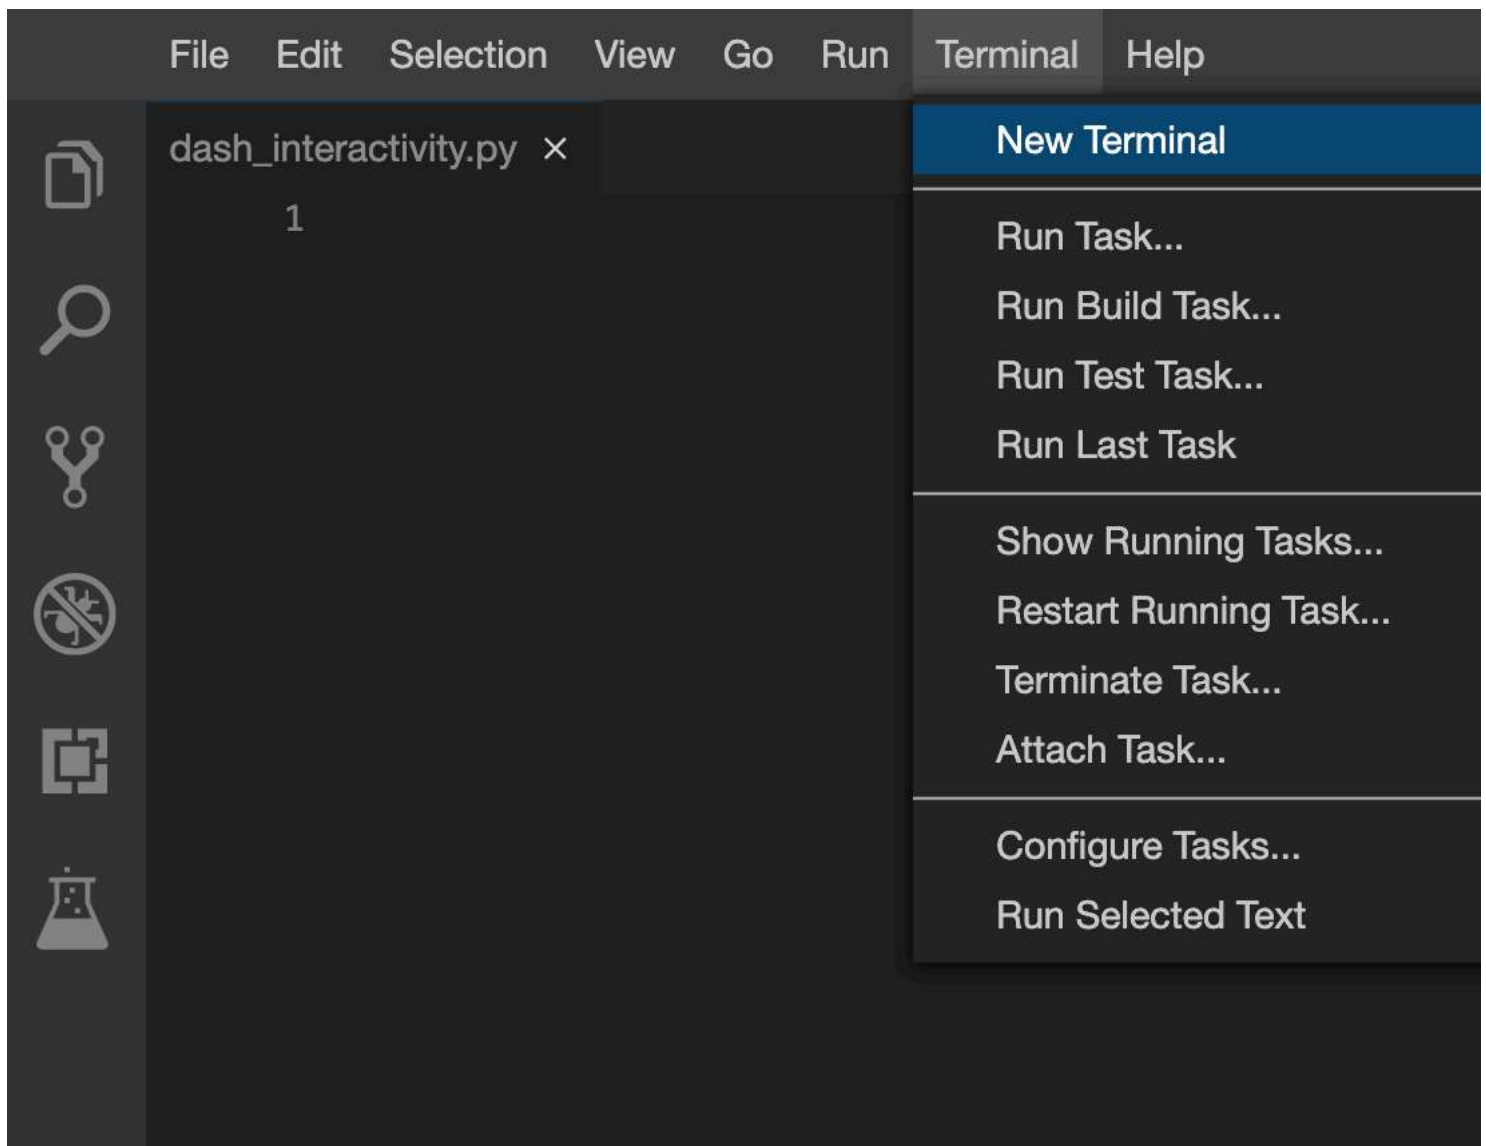 File Edit Selection View Go Run Terminal Help
dash_interactivity.py ×
1
New Terminal
Run Task...
Run Build Task...
Run Test Task...
Run Last Task
Show Running Tasks...
Restart Running Task...
Terminate Task...
Attach Task...
Configure Tasks...
Run Selected Text